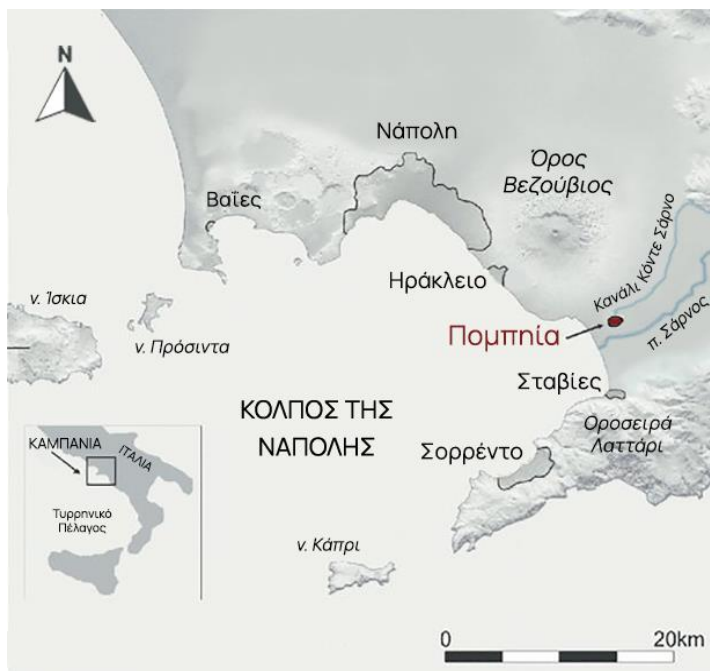 N
Νάπολη
Όρος
Βεζούβιος
Βαΐες
Κανάλι Κόντε Σάρνο
Ηράκλειο
ν. Ίσκια
ν. Πρόσιντα
Πομπηία
π. Σάρνος
Σταβίες
ΚΟΛΠΟΣ ΤΗΣ
ΝΑΠΟΛΗΣ
Οροσειρά
Λαττάρι
Σορρέντο
ΚΑΜΠΑΝΙΑ
ΙΤΑΛΙΑ
Τυρρηνικό
Πέλαγος
ν. Κάπρι
0 20km